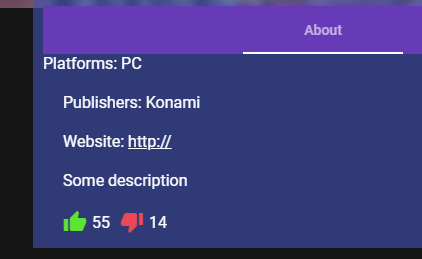 About
Platforms: PC
Publishers: Konami
Website: http://
Some description
55 14